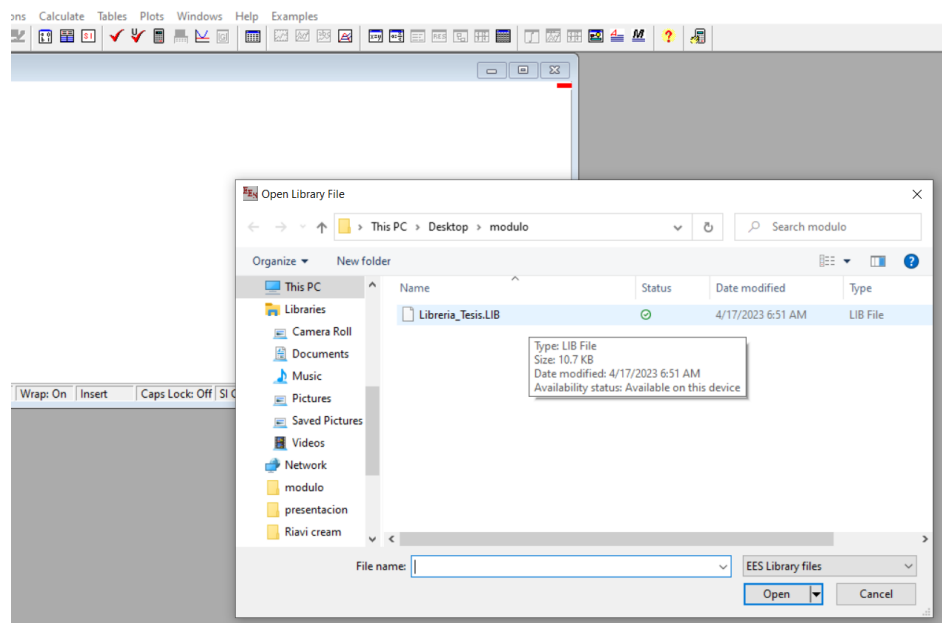 Calculate Tables Plots Windows Help Examples
Open Library File
This PC > Desktop > modulo
Search modulo
Organize
New folder
Name Status Date modified Type
Libreria_Tesis.LIB 4/17/2023 6:51 AM LIB File
Type: LIB File
Size: 10.7 KB
Date modified: 4/17/2023 6:51 AM
Availability status: Available on this device
This PC
Libraries
Camera Roll
Documents
Music
Pictures
Saved Pictures
Videos
Network
modulo
presentacion
Riavi cream
Wrap: On Insert Caps Lock: Off SI
File name:
EES Library files
Open Cancel